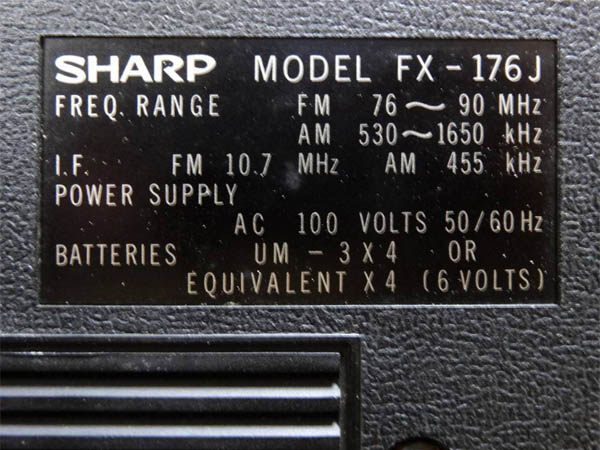 SHARP MODEL FX-176J
FREQ. RANGE FM 76~90 MHz
AM 530~1650 kHz
I.F. FM 10.7 MHz AM 455 kHz
POWER SUPPLY
AC 100 VOLTS 50/60Hz
BATTERIES UM-3X4 OR
EQUIVALENT X4 (6 VOLTS)